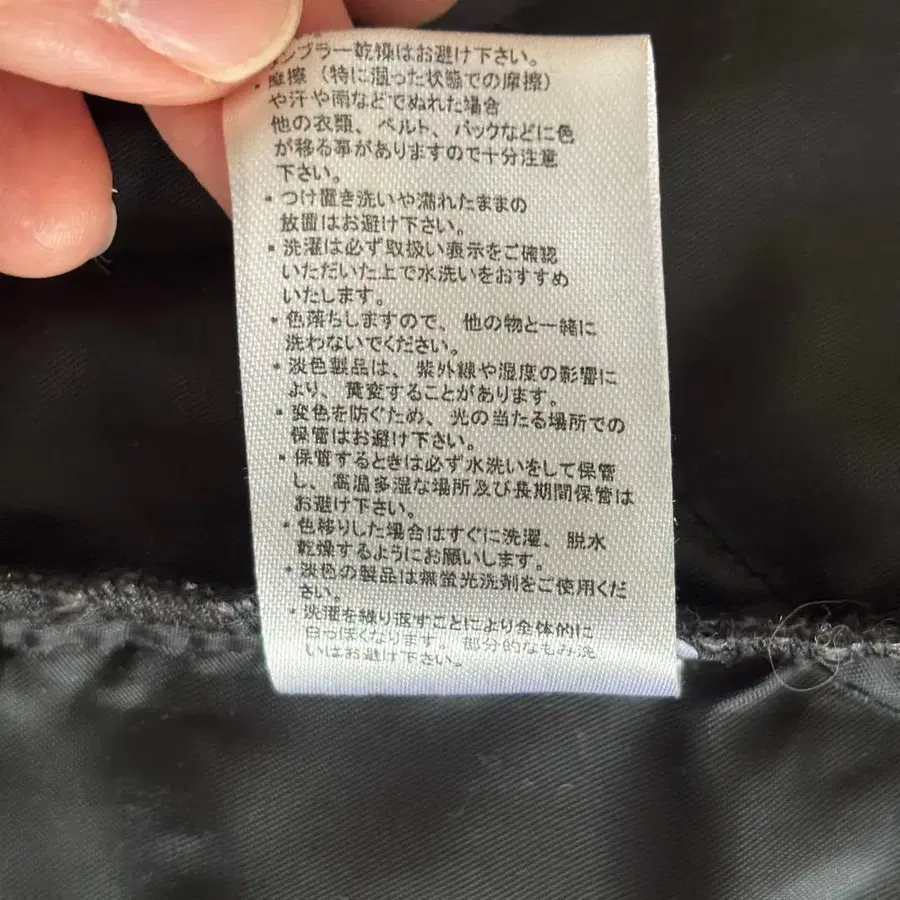 タンブラー乾燥はお避け下さい。
・摩擦（特に湿った状態での摩擦）
や汗や雨などでぬれた場合
他の衣類、ベルト、バックなどに色
が移る事がありますので十分注意
下さい。
・つけ置き洗いや濡れたままの
放置はお避け下さい。
・洗濯は必ず取扱い表示をご確認
いただいた上で水洗いをおすすめ
いたします。
・色落ちしますので、他の物と一緒に
洗わないでください。
・淡色製品は、紫外線や湿度の影響に
より、黄変することがあります。
・変色を防ぐため、光の当たる場所での
保管はお避け下さい。
・保管するときは必ず水洗いをして保管
し、高温多湿な場所及び長期間保管は
お避け下さい。
・色移りした場合はすぐに洗濯、脱水
乾燥するようにお願いします。
・淡色の製品は無蛍光洗剤をご使用くだ
さい。
・洗濯を繰り返すことにより全体的に
白っぽくなります。部分的なもみ洗
いはお避け下さい。